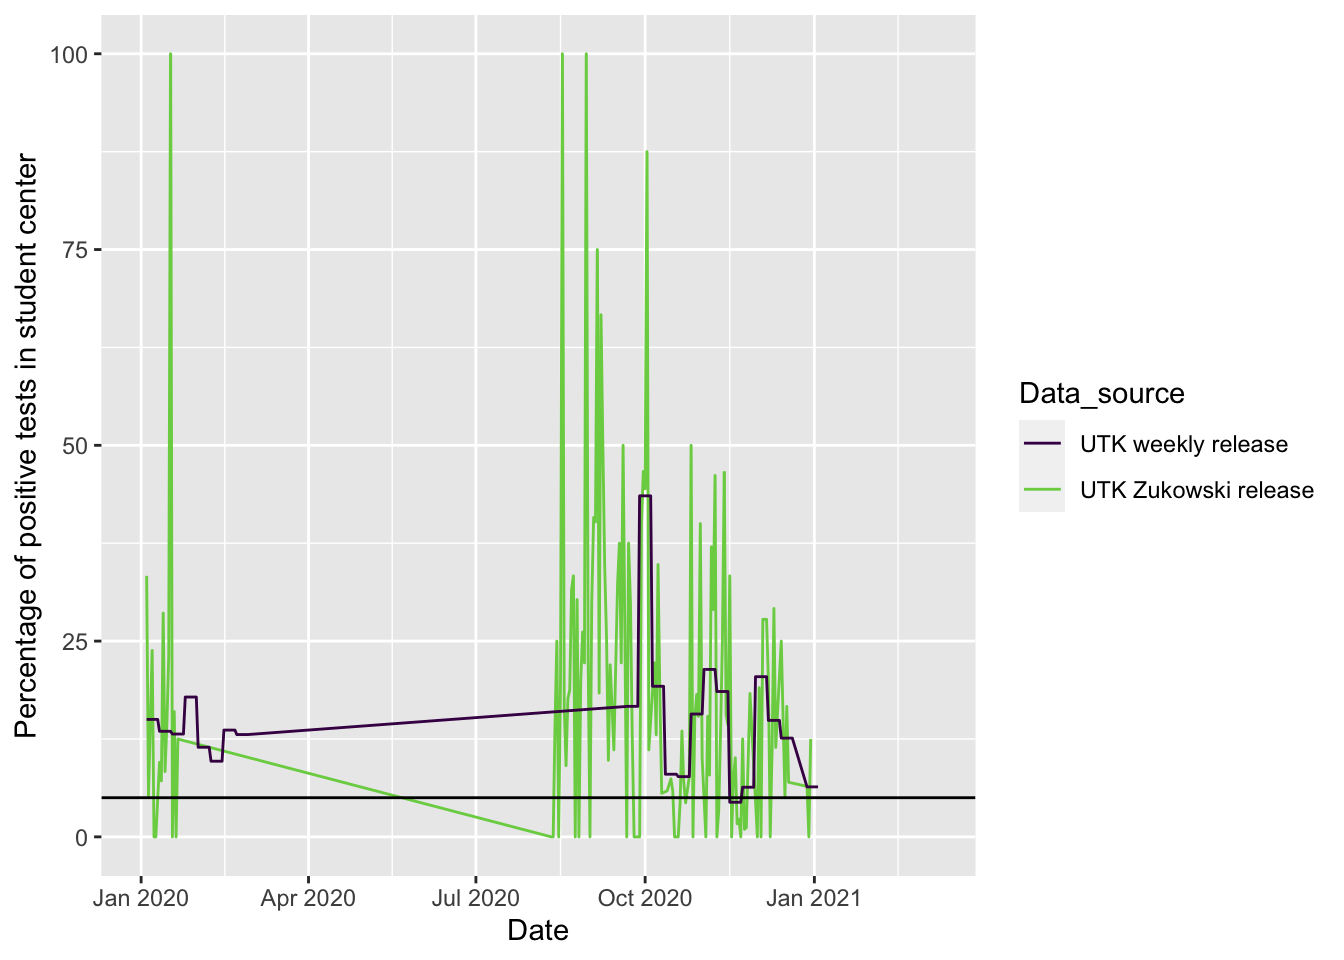 Percentage of positive tests in student center
100
75
50
25
0
Jan 2020
Apr 2020
Jul 2020
Oct 2020
Jan 2021
Date
Data_source
UTK weekly release
UTK Zukowski release